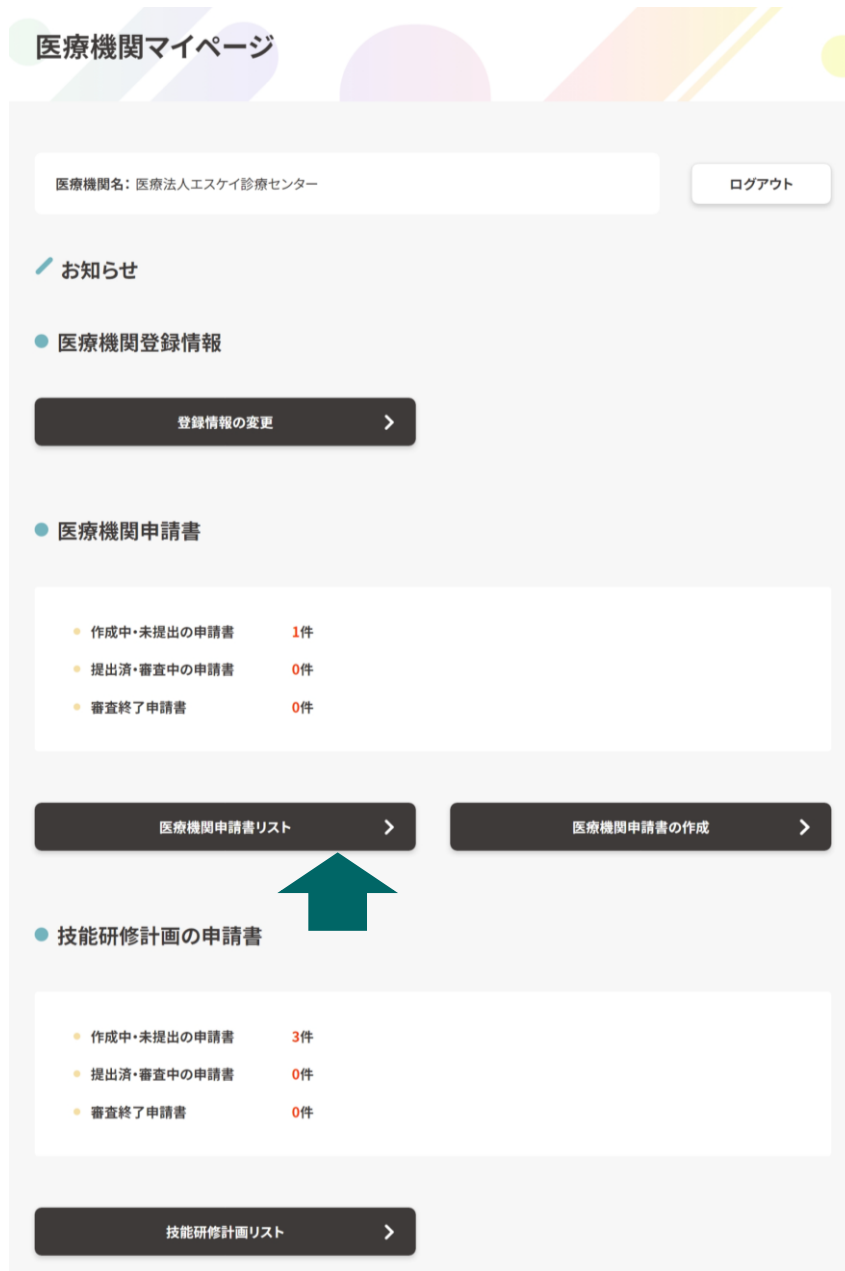 医療機関マイページ
医療機関名: 医療法人エスケイ診療センター
ログアウト
お知らせ
医療機関登録情報
登録情報の変更
医療機関申請書
作成中・未提出の申請書 1件
提出済・審査中の申請書 0件
審査終了申請書 0件
医療機関申請書リスト
医療機関申請書の作成
技能研修計画の申請書
作成中・未提出の申請書 3件
提出済・審査中の申請書 0件
審査終了申請書 0件
技能研修計画リスト